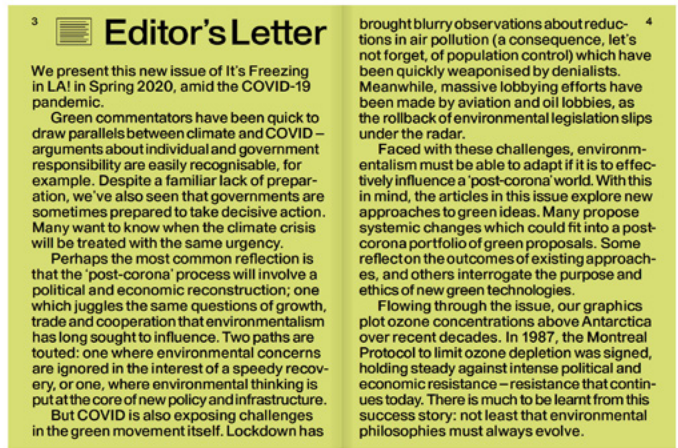 3
Editor's Letter
We present this new issue of It's Freezing
in LA! in Spring 2020, amid the COVID-19
pandemic.
Green commentators have been quick to
draw parallels between climate and COVID –
arguments about individual and government
responsibility are easily recognisable, for
example. Despite a familiar lack of prepar-
ation, we've also seen that governments are
sometimes prepared to take decisive action.
Many want to know when the climate crisis
will be treated with the same urgency.
Perhaps the most common reflection is
that the 'post-corona' process will involve a
political and economic reconstruction; one
which juggles the same questions of growth,
trade and cooperation that environmentalism
has long sought to influence. Two paths are
touted: one where environmental concerns
are ignored in the interest of a speedy recov-
ery, or one, where environmental thinking is
put at the core of new policy and infrastructure.
But COVID is also exposing challenges
in the green movement itself. Lockdown has
4
brought blurry observations about reduc-
tions in air pollution (a consequence, let's
not forget, of population control) which have
been quickly weaponised by denialists.
Meanwhile, massive lobbying efforts have
been made by aviation and oil lobbies, as
the rollback of environmental legislation slips
under the radar.
Faced with these challenges, environm-
entalism must be able to adapt if it is to effec-
tively influence a 'post-corona' world. With this
in mind, the articles in this issue explore new
approaches to green ideas. Many propose
systemic changes which could fit into a post-
corona portfolio of green proposals. Some
reflect on the outcomes of existing approach-
es, and others interrogate the purpose and
ethics of new green technologies.
Flowing through the issue, our graphics
plot ozone concentrations above Antarctica
over recent decades. In 1987, the Montreal
Protocol to limit ozone depletion was signed,
holding steady against intense political and
economic resistance – resistance that contin-
ues today. There is much to be learnt from this
success story: not least that environmental
philosophies must always evolve.